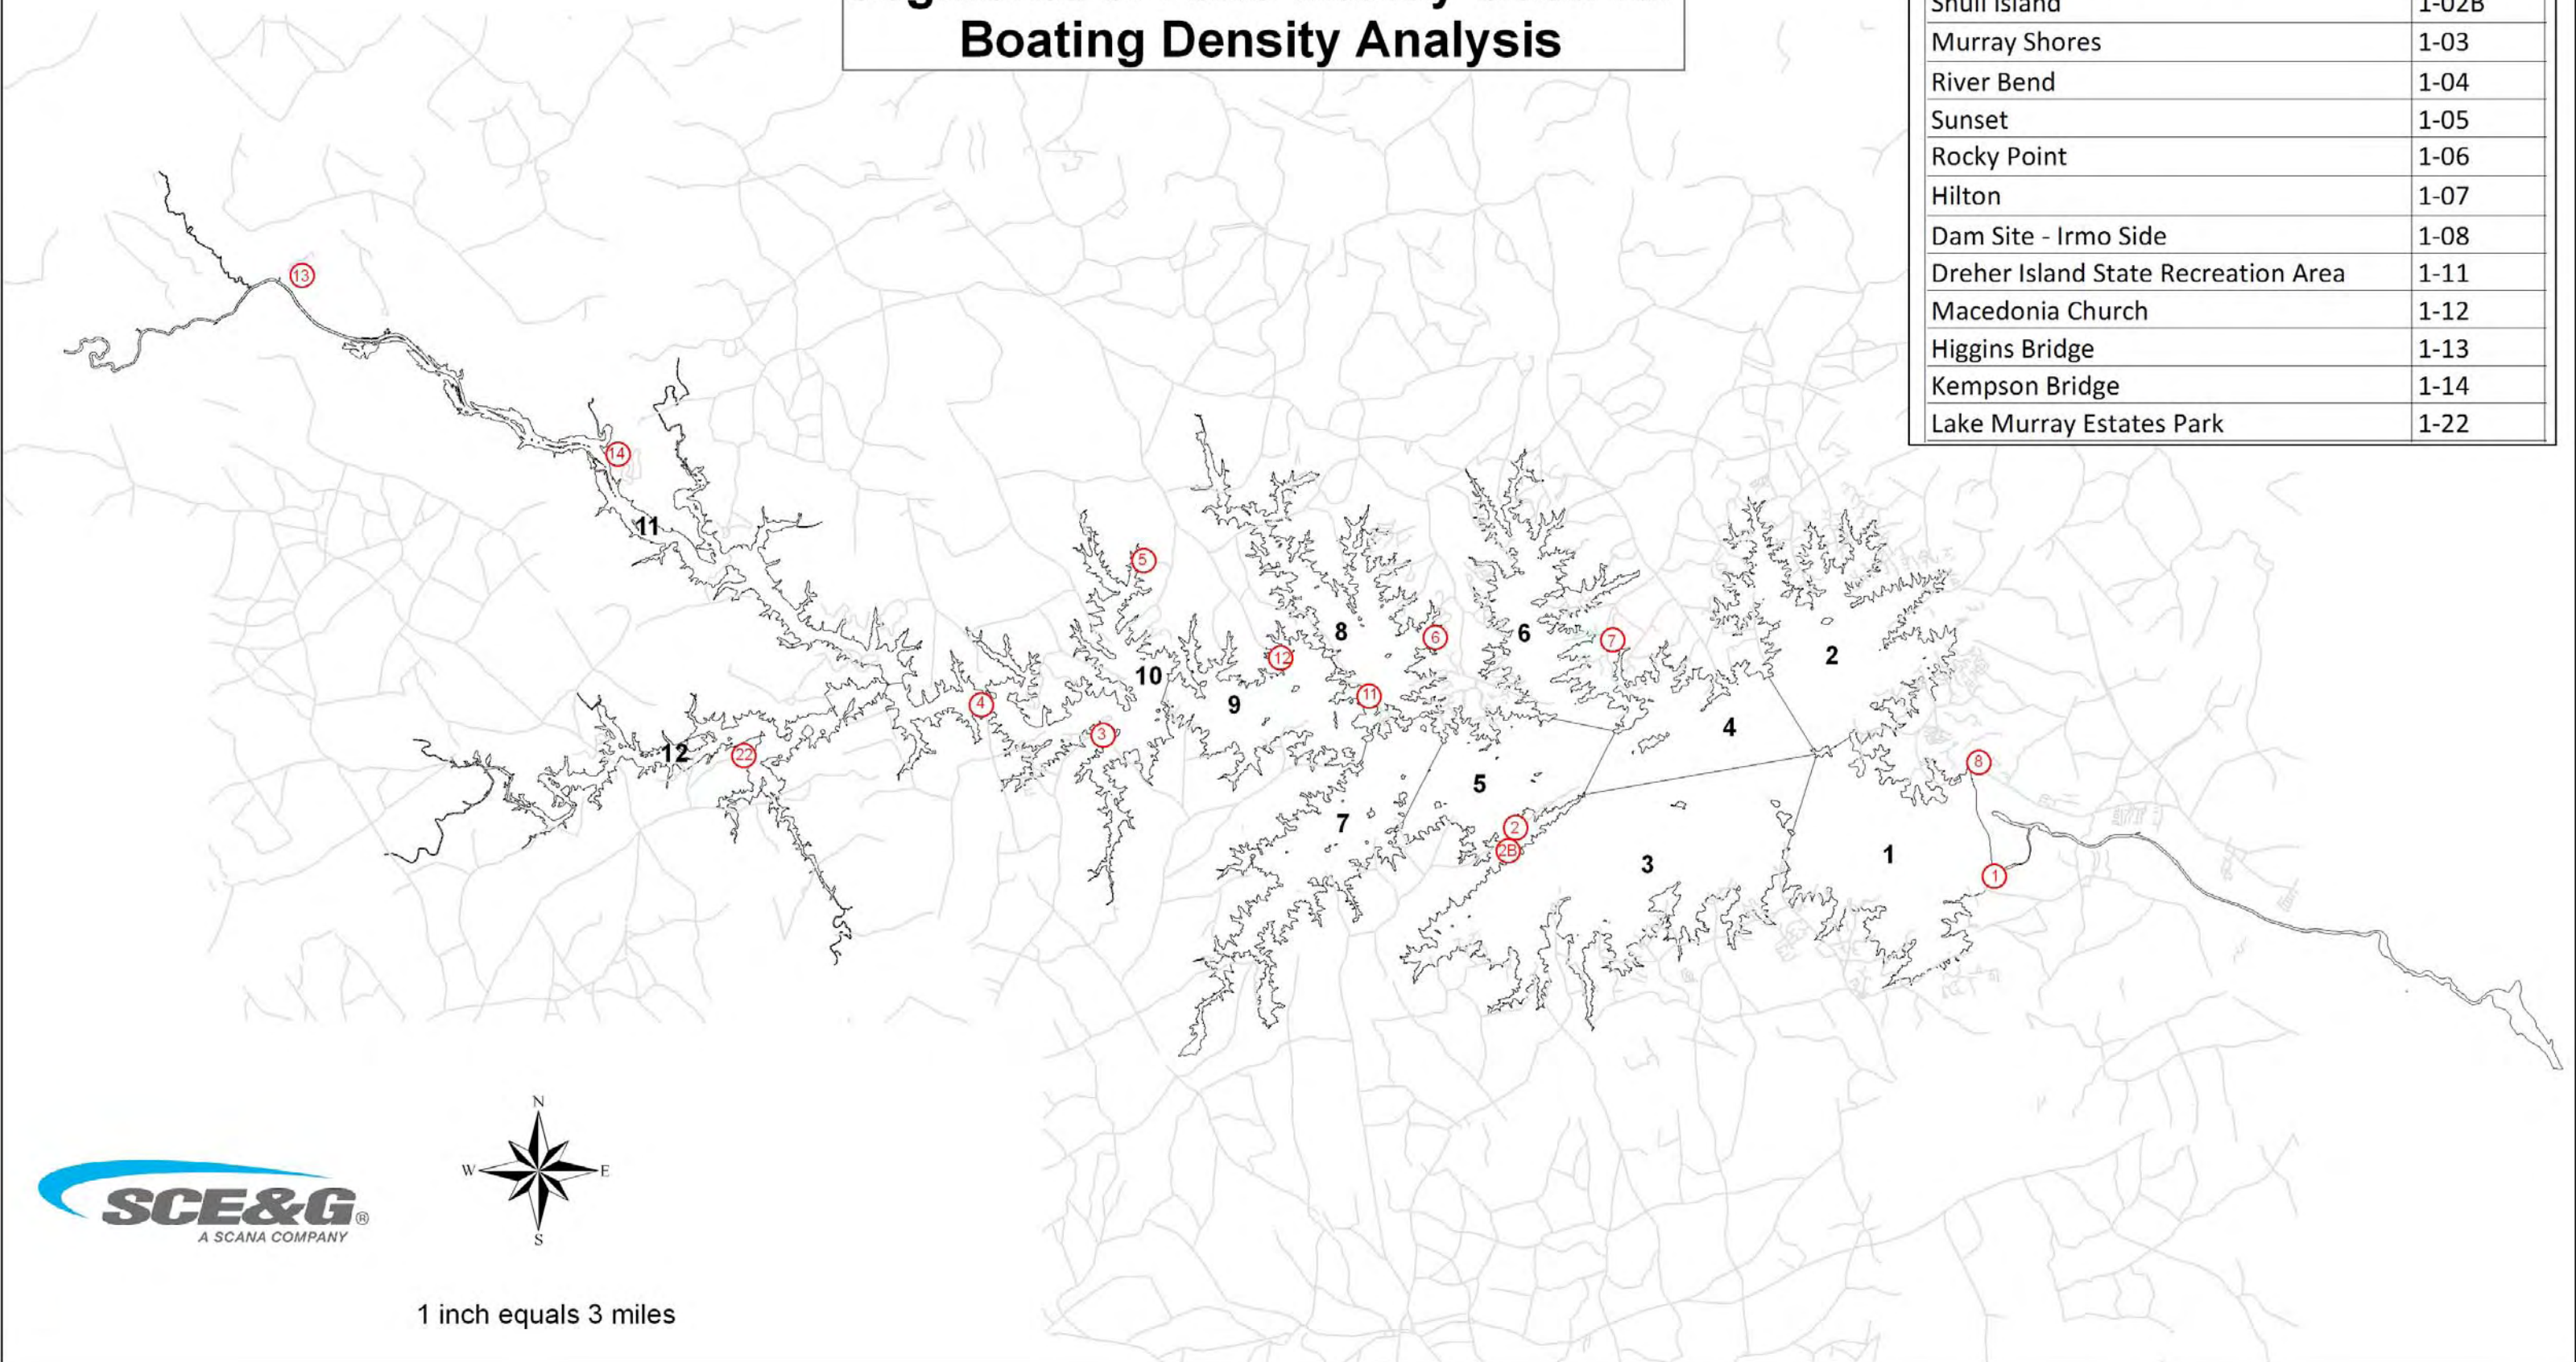 Boating Density Analysis
Shull Island 1-02B
Murray Shores 1-03
River Bend 1-04
Sunset 1-05
Rocky Point 1-06
Hilton 1-07
Dam Site - Irmo Side 1-08
Dreher Island State Recreation Area 1-11
Macedonia Church 1-12
Higgins Bridge 1-13
Kempson Bridge 1-14
Lake Murray Estates Park 1-22
13
14
11
5
8
6
6
7
2
12
10
11
4
9
3
4
12
22
8
5
7
2
2B
3
1
1
N
W E
S
SCE&G®
A SCANA COMPANY
1 inch equals 3 miles